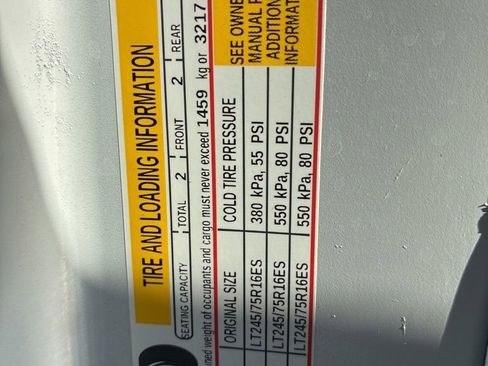 TIRE AND LOADING INFORMATION
SEATING CAPACITY TOTAL 2 FRONT 2 REAR
ned weight of occupants and cargo must never exceed 1459 kg or 3217
ORIGINAL SIZE COLD TIRE PRESSURE SEE OWNE
LT245/75R16ES 380 kPa, 55 PSI MANUAL F
LT245/75R16ES 550 kPa, 80 PSI ADDITION
LT245/75R16ES 550 kPa, 80 PSI INFORMAT